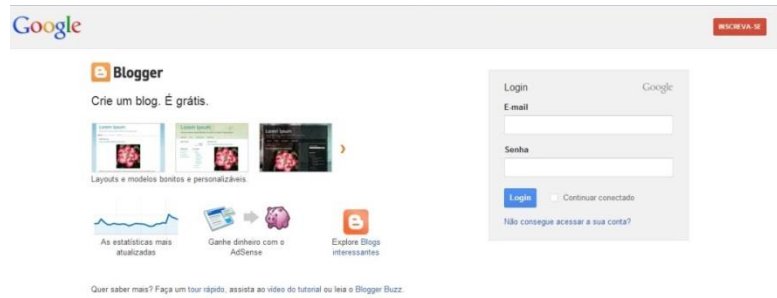 Google
INSCREVA-SE
Blogger
Crie um blog. É grátis.
Lorem Ipsum
Lorem Ipsum
Lorem Ipsum
Layouts e modelos bonitos e personalizáveis.
As estatísticas mais
atualizadas
Ganhe dinheiro com o
AdSense
Explore Blogs
interessantes
Quer saber mais? Faça um tour rápido, assista ao vídeo do tutorial ou leia o Blogger Buzz.
Login
Google
E-mail
Senha
Login
Continuar conectado
Não consegue acessar a sua conta?